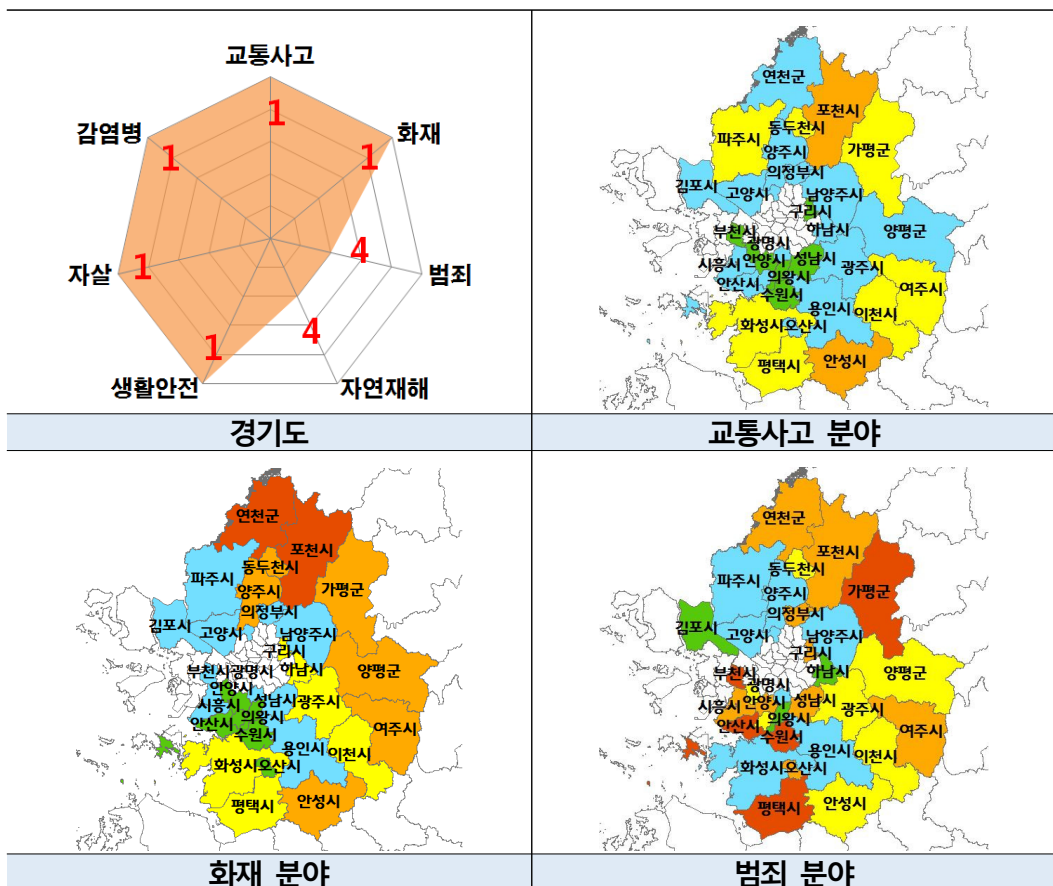 교통사고
감염병
1
화재
1
1
자살
1
4
범죄
1
4
생활안전
자연재해
경기도
연천군
포천시
동두천시
파주시
양주시
가평군
의정부시
김포시
고양시
남양주시
구리시
부천시
하남시
양평군
광명시
시흥시
안양시
성남시
광주시
안산시
의왕시
여주시
수원시
용인시
이천시
화성시
오산시
평택시
안성시
교통사고 분야
연천군
포천시
동두천시
파주시
양주시
가평군
의정부시
김포시
고양시
남양주시
구리시
부천시
광명시
하남시
양평군
안양시
시흥시
성남시
광주시
안산시
의왕시
여주시
수원시
용인시
이천시
화성시
오산시
평택시
안성시
화재 분야
연천군
포천시
동두천시
파주시
양주시
가평군
의정부시
김포시
고양시
남양주시
구리시
부천시
하남시
양평군
광명시
시흥시
안양시
성남시
광주시
안산시
의왕시
여주시
수원시
용인시
이천시
화성시
오산시
평택시
안성시
범죄 분야